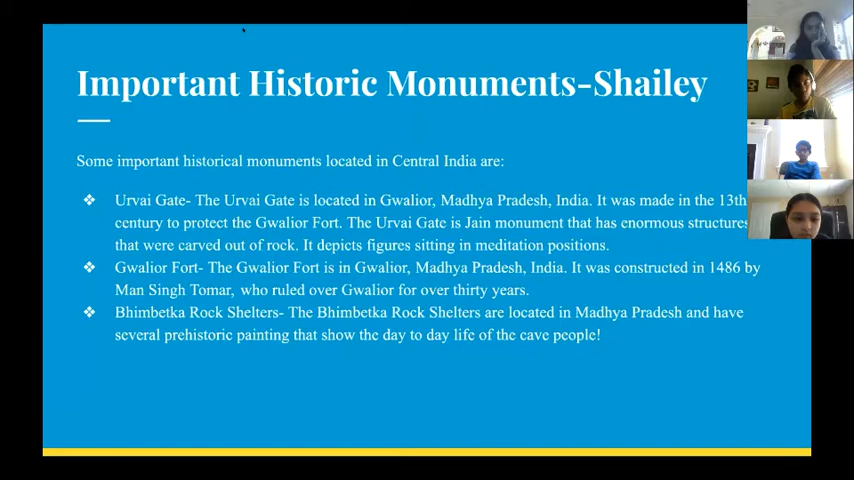 Important Historic Monuments-Shailey
Some important historical monuments located in Central India are:
❖ Urvai Gate- The Urvai Gate is located in Gwalior, Madhya Pradesh, India. It was made in the 13th
century to protect the Gwalior Fort. The Urvai Gate is Jain monument that has enormous structures
that were carved out of rock. It depicts figures sitting in meditation positions.
❖ Gwalior Fort- The Gwalior Fort is in Gwalior, Madhya Pradesh, India. It was constructed in 1486 by
Man Singh Tomar, who ruled over Gwalior for over thirty years.
❖ Bhimbetka Rock Shelters- The Bhimbetka Rock Shelters are located in Madhya Pradesh and have
several prehistoric painting that show the day to day life of the cave people!